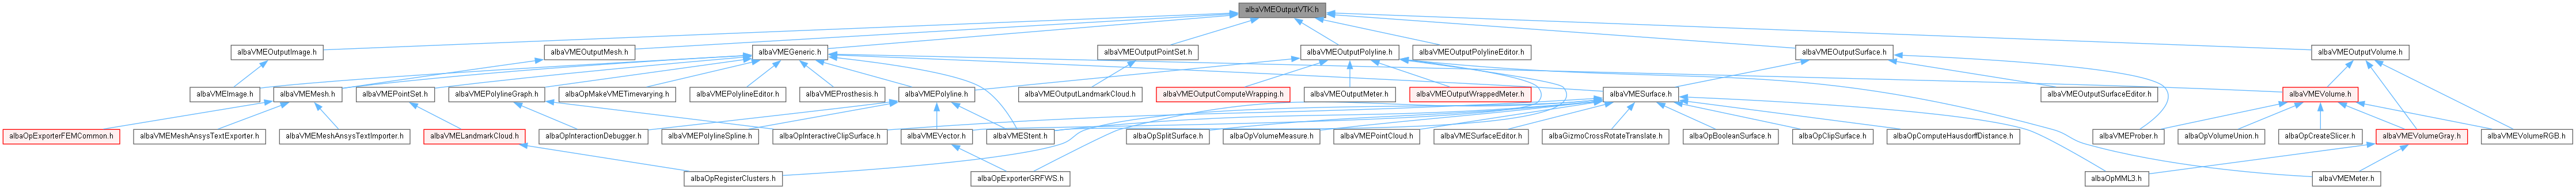 albaVMEOutputVTK.h
albaVMEOutputImage.h
albaVMEOutputMesh.h
albaVMEGeneric.h
albaVMEOutputPointSet.h
albaVMEOutputPolyline.h
albaVMEOutputPolylineEditor.h
albaVMEOutputSurface.h
albaVMEOutputVolume.h
albaVMEImage.h
albaVMEMesh.h
albaVMEPointSet.h
albaVMEPolylineGraph.h
albaOpMakeVMETimevarying.h
albaVMEPolylineEditor.h
albaVMEProsthesis.h
albaVMEPolyline.h
albaVMEOutputLandmarkCloud.h
albaVMEOutputComputeWrapping.h
albaVMEOutputMeter.h
albaVMEOutputWrappedMeter.h
albaVMESurface.h
albaVMEOutputSurfaceEditor.h
albaVMEVolume.h
albaOpExporterFEMCommon.h
albaVMEMeshAnsysTextExporter.h
albaVMEMeshAnsysTextImporter.h
albaVMELandmarkCloud.h
albaOpInteractionDebugger.h
albaVMEPolylineSpline.h
albaOpInteractiveClipSurface.h
albaVMEVector.h
albaVMEStent.h
albaOpSplitSurface.h
albaOpVolumeMeasure.h
albaVMEPointCloud.h
albaVMESurfaceEditor.h
albaGizmoCrossRotateTranslate.h
albaOpBooleanSurface.h
albaOpClipSurface.h
albaOpComputeHausdorffDistance.h
albaVMEProber.h
albaOpVolumeUnion.h
albaOpCreateSlicer.h
albaVMEVolumeGray.h
albaVMEVolumeRGB.h
albaOpRegisterClusters.h
albaOpExporterGRFWS.h
albaOpMML3.h
albaVMEMeter.h